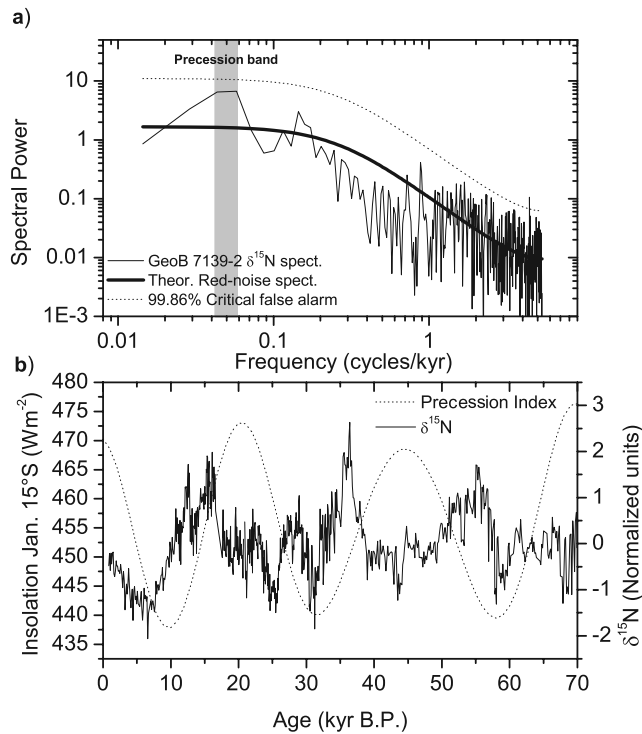 a)
Precession band
10
1
0.1
0.01
1E-3
Spectral Power
GeoB 7139-2 δ¹⁵N spect.
Theor. Red-noise spect.
99.86% Critical false alarm
0.01 0.1 1
Frequency (cycles/kyr)
b)
480
475
470
465
460
455
450
445
440
435
Insolation Jan. 15°S (Wm⁻²)
Precession Index
δ¹⁵N
3
2
1
0
-1
-2
δ¹⁵N (Normalized units)
0 10 20 30 40 50 60 70
Age (kyr B.P.)